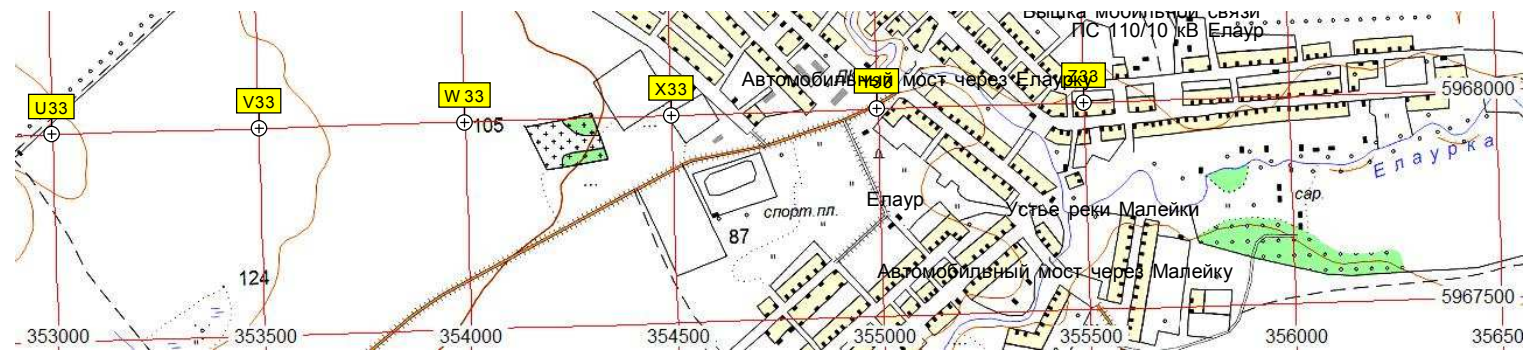 Вышка мобильной связи
ПС 110/10 кВ Елаур
Автомобильный мост через Елаурку
Z33
X33
5968000
W 33
V33
U33
105
Елаурка
сар.
Елаур
спорт.пл.
Устье реки Малейки
87
124
Автомобильный мост через Малейку
5967500
353000
353500
354000
354500
355000
355500
356000